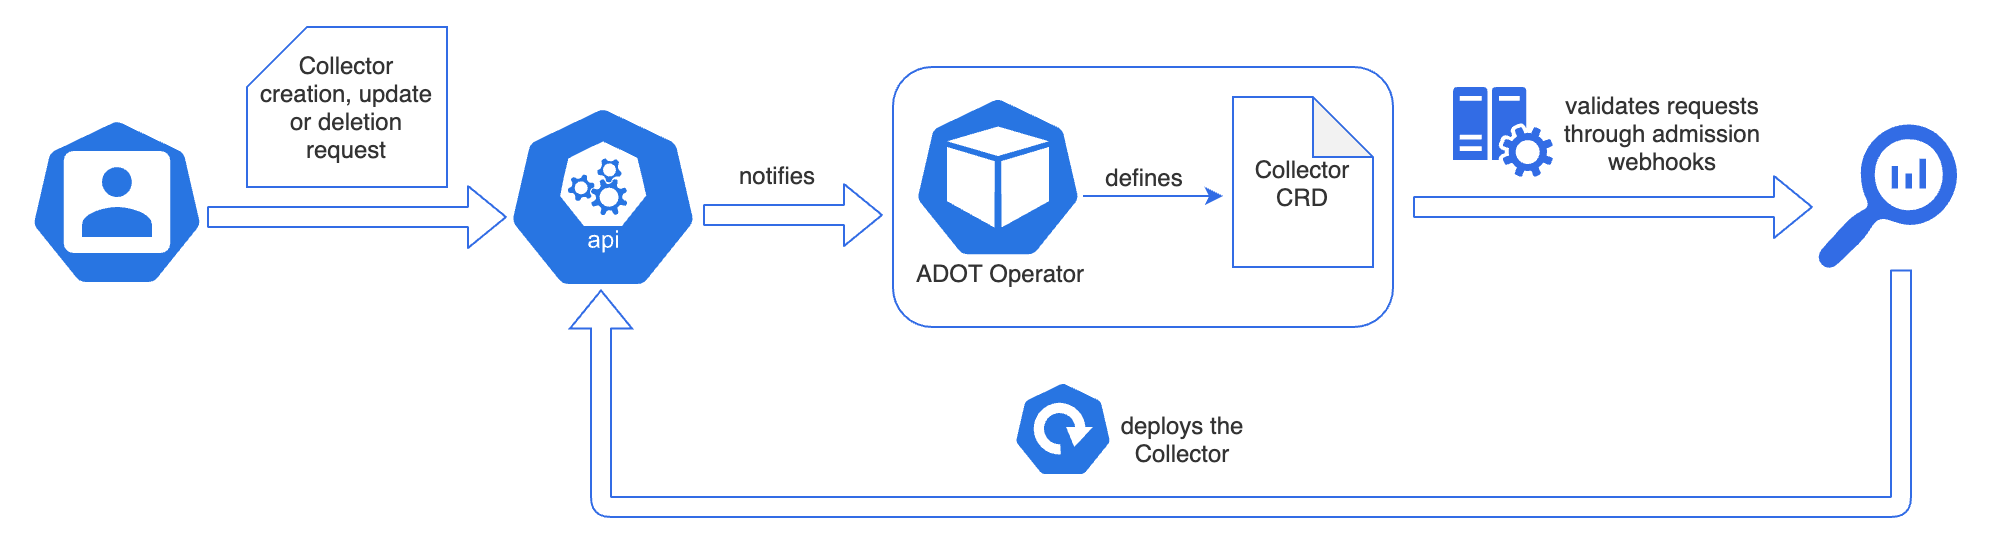 Collector
creation, update
or deletion
request
api
notifies
ADOT Operator
defines
Collector
CRD
validates requests
through admission
webhooks
deploys the
Collector